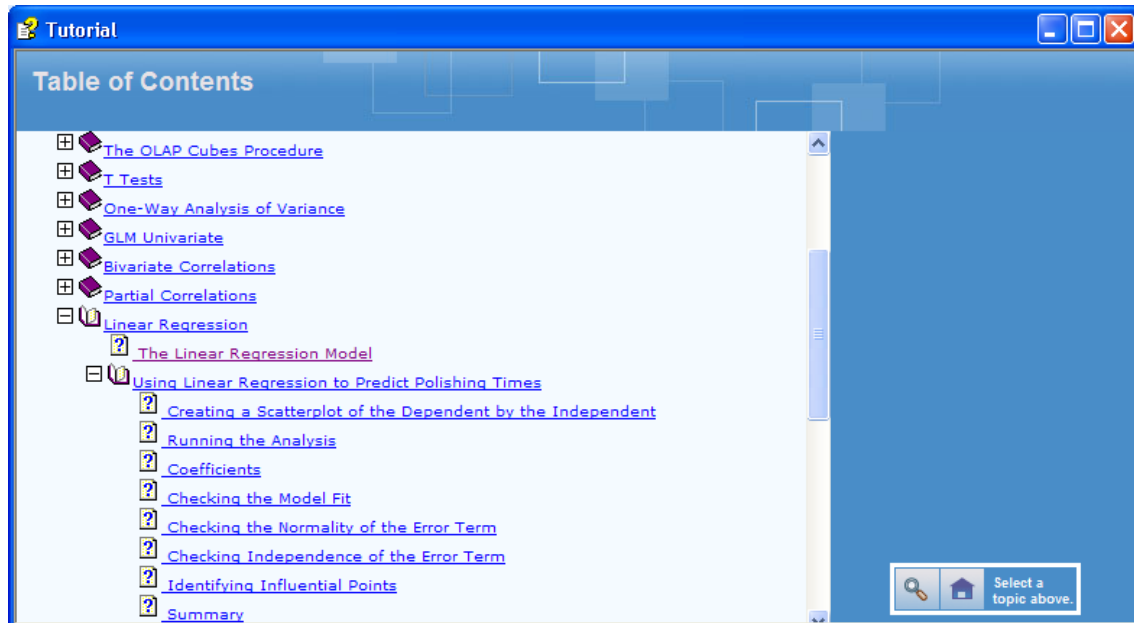 Tutorial
Table of Contents
The OLAP Cubes Procedure
T Tests
One-Way Analysis of Variance
GLM Univariate
Bivariate Correlations
Partial Correlations
Linear Regression
The Linear Regression Model
Using Linear Regression to Predict Polishing Times
Creating a Scatterplot of the Dependent by the Independent
Running the Analysis
Coefficients
Checking the Model Fit
Checking the Normality of the Error Term
Checking Independence of the Error Term
Identifying Influential Points
Summary
Select a
topic above.